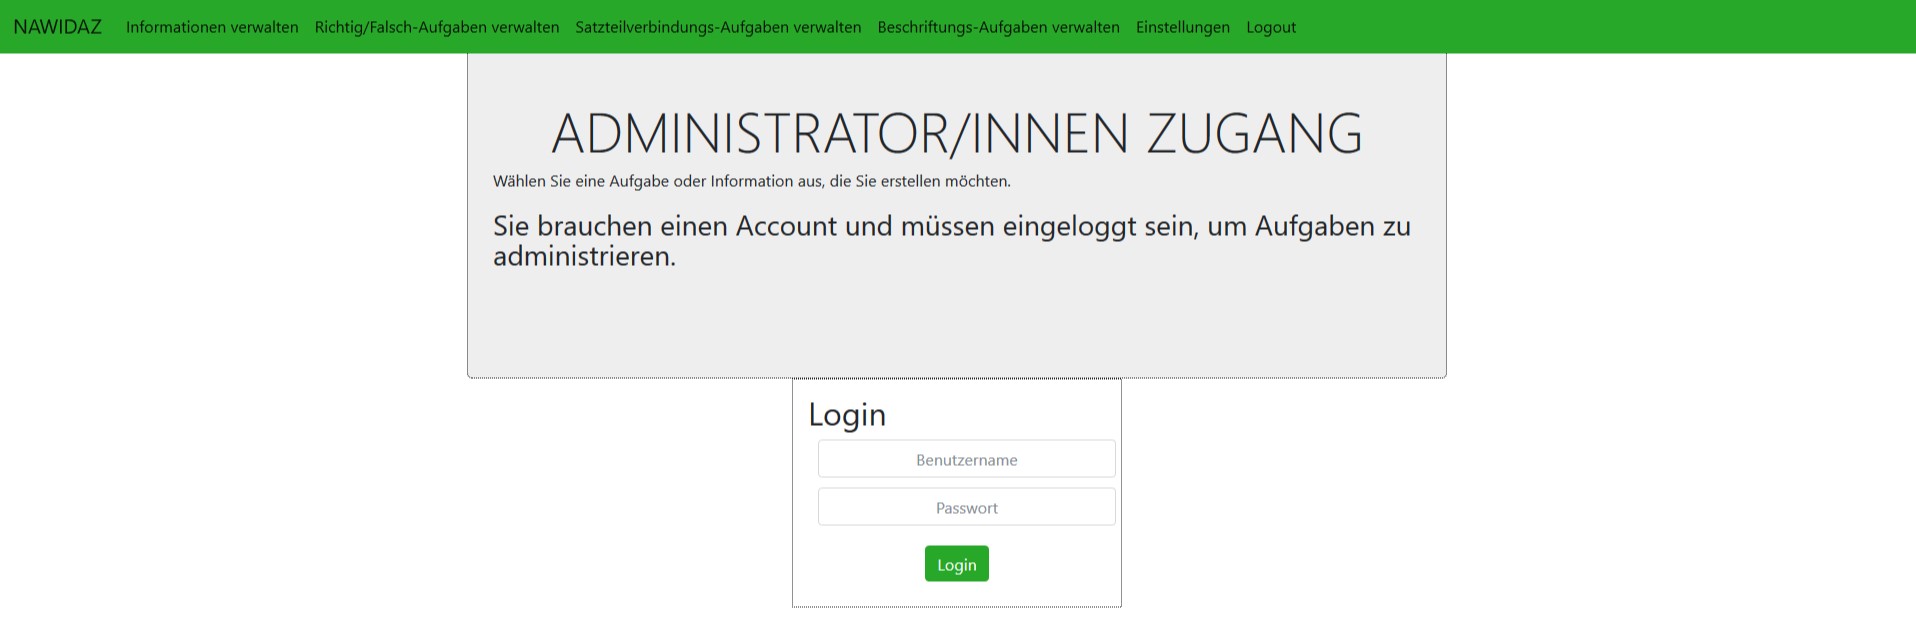 NAWIDAZ Informationen verwalten Richtig/Falsch-Aufgaben verwalten Satzteilverbindungs-Aufgaben verwalten Beschriftungs-Aufgaben verwalten Einstellungen Logout
ADMINISTRATOR/INNEN ZUGANG
Wählen Sie eine Aufgabe oder Information aus, die Sie erstellen möchten.
Sie brauchen einen Account und müssen eingeloggt sein, um Aufgaben zu
administrieren.
Login
Benutzername
Passwort
Login